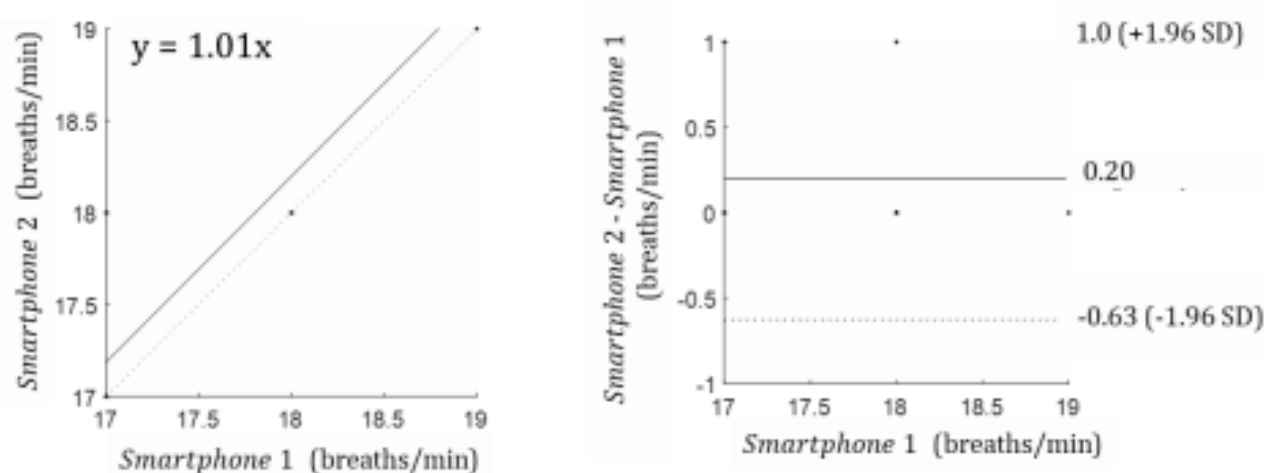 y = 1.01x
19
18.5
18
17.5
17
17 17.5 18 18.5 19
Smartphone 2 (breaths/min)
Smartphone 1 (breaths/min)
Smartphone 2 - Smartphone 1
(breaths/min)
1
0.5
0
-0.5
-1
17 17.5 18 18.5 19
Smartphone 1 (breaths/min)
1.0 (+1.96 SD)
0.20
-0.63 (-1.96 SD)